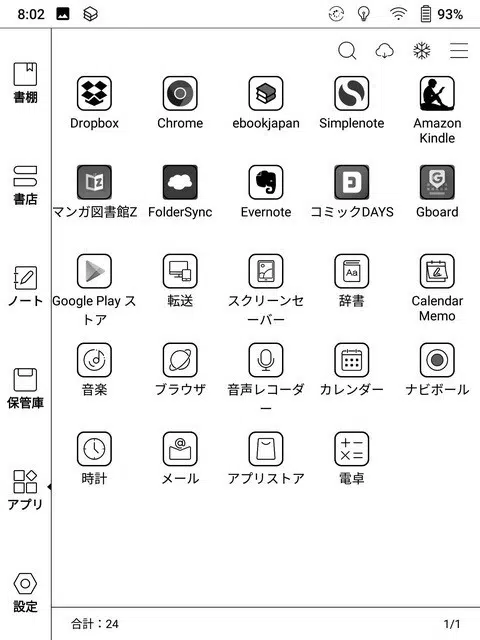 8:02
93%
書棚
書店
ノート
保管庫
アプリ
設定
Dropbox
Chrome
ebookjapan
Simplenote
Amazon
Kindle
マンガ図書館Z
FolderSync
Evernote
コミックDAYS
Gboard
Google Play ス
トア
転送
スクリーンセ
ーバー
Aa
辞書
Calendar
Memo
音楽
ブラウザ
音声レコーダ
ー
カレンダー
ナビボール
時計
メール
アプリストア
電卓
合計：24
1/1